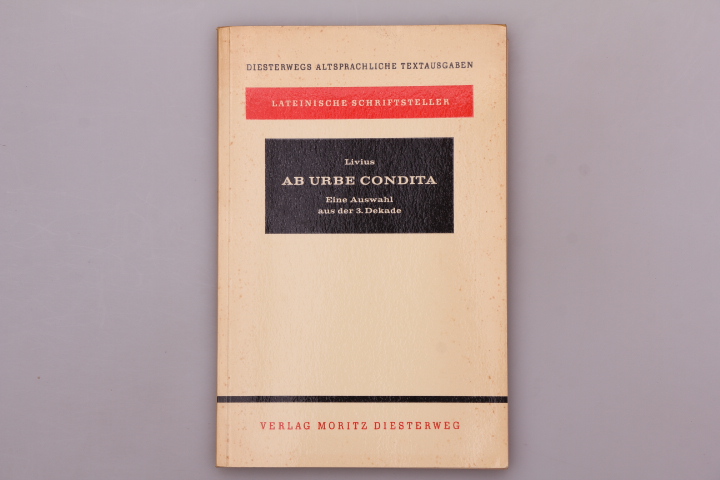 DIESTERWEGS ALTSPRACHLICHE TEXTAUSGABEN
LATEINISCHE SCHRIFTSTELLER
Livius
AB URBE CONDITA
Eine Auswahl
aus der 3. Dekade
VERLAG MORITZ DIESTERWEG